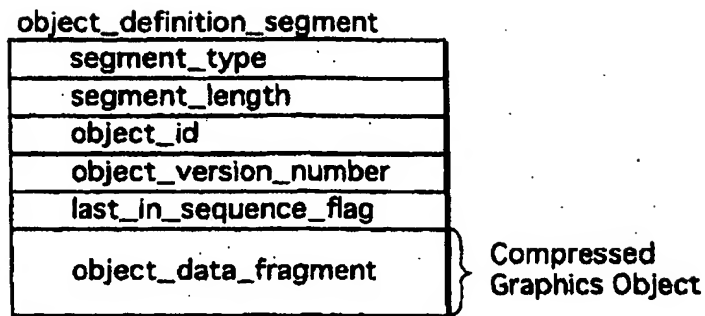 object_definition_segment
segment_type
segment_length
object_id
object_version_number
last_in_sequence_flag
object_data_fragment
Compressed
Graphics Object